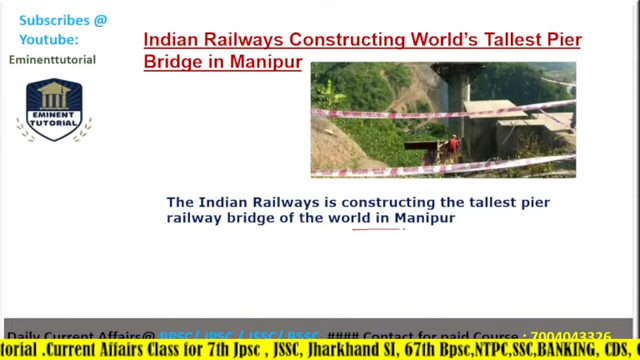 Subscribes @
Youtube:
Eminenttutorial
EMINENT
TUTORIAL
Indian Railways Constructing World's Tallest Pier
Bridge in Manipur
The Indian Railways is constructing the tallest pier
railway bridge of the world in Manipur
Daily Current Affairs@ BPSC/ JPSC / JSSC/ BSSC #### Contact for paid Course : 7004043326
torial .Current Affairs Class for 7th Jpsc , JSSC, Jharkhand SI, 67th Bpsc,NTPC,SSC,BANKING, CDS,